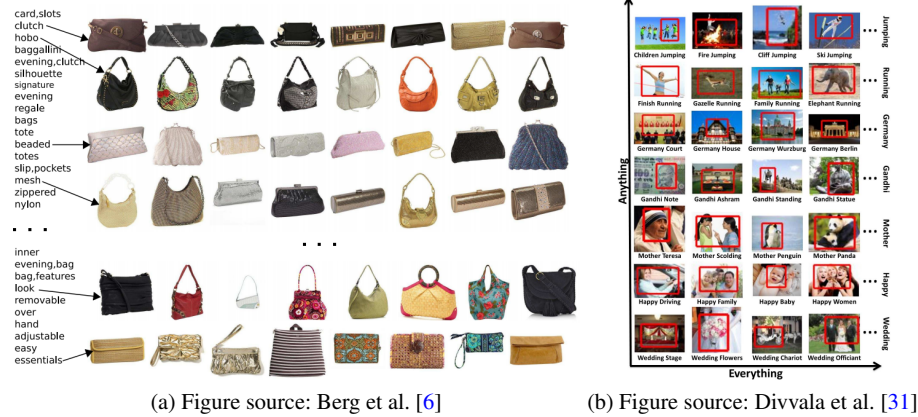 card,slots
clutch
hobo
baggallini
evening,clutch
silhouette
signature
evening
regale
bags
tote
beaded
totes
slip,pockets
mesh
zippered
nylon
. . .
. . .
inner
evening,bag
bag,features
look
removable
over
hand
adjustable
easy
essentials
(a) Figure source: Berg et al. [6]
Anything
Children Jumping Fire Jumping Cliff Jumping Ski Jumping ... Jumping
Finish Running Gazelle Running Family Running Elephant Running ... Running
Germany Court Germany House Germany Wurzburg Germany Berlin ... Germany
Gandhi Note Gandhi Ashram Gandhi Standing Gandhi Statue ... Gandhi
Mother Teresa Mother Scolding Mother Penguin Mother Panda ... Mother
Happy Driving Happy Family Happy Baby Happy Women ... Happy
Wedding Stage Wedding Flowers Wedding Chariot Wedding Officiant ... Wedding
Everything
(b) Figure source: Divvala et al. [31]